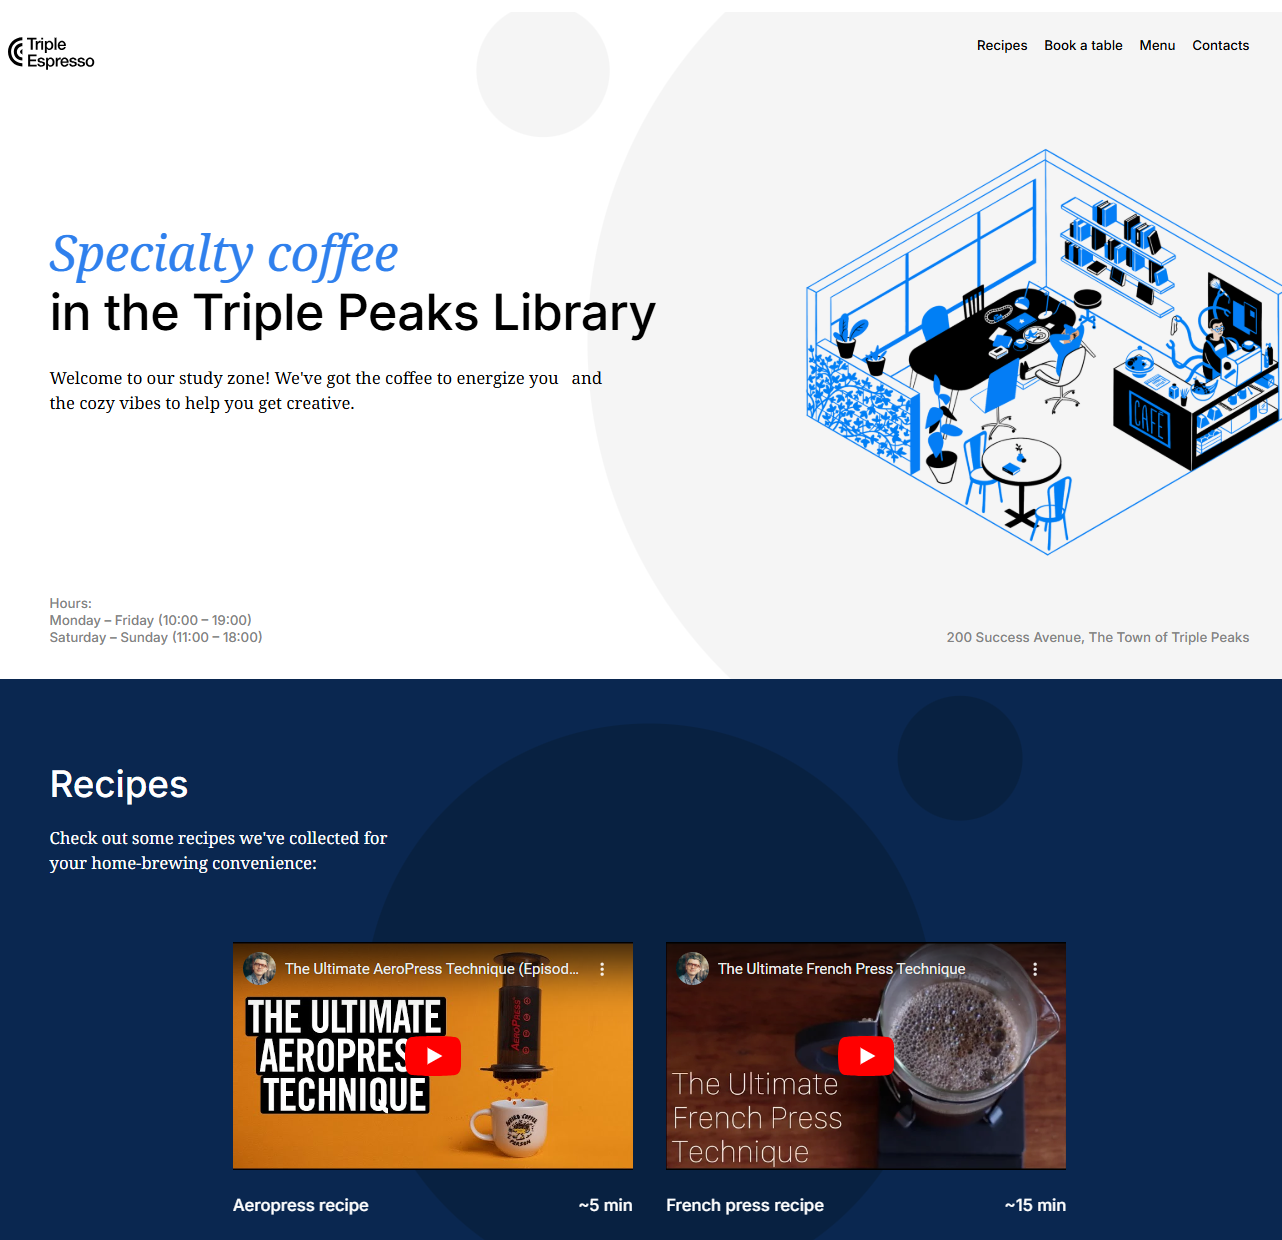 Triple
Espresso
Recipes Book a table Menu Contacts
Specialty coffee
in the Triple Peaks Library
Welcome to our study zone! We've got the coffee to energize you and
the cozy vibes to help you get creative.
CAFE
Hours:
Monday – Friday (10:00 – 19:00)
Saturday – Sunday (11:00 – 18:00)
200 Success Avenue, The Town of Triple Peaks
Recipes
Check out some recipes we've collected for
your home-brewing convenience:
The Ultimate AeroPress Technique (Episod...
THE ULTIMATE
AEROPRES
TECHNIQUE
AEROPRESS
The Ultimate French Press Technique
The Ultimate
French Press
Technique
Aeropress recipe ~5 min
French press recipe ~15 min